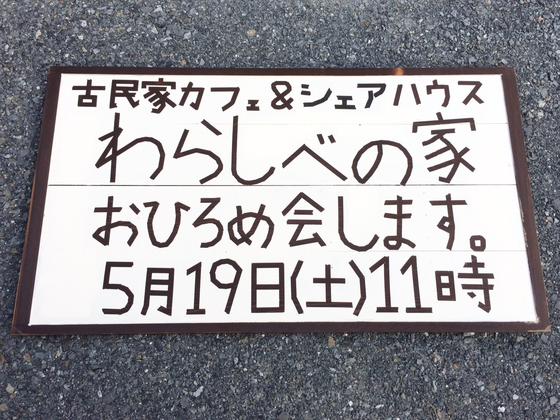 古民家カフェ&シェアハウス
わらしべの家
おひろめ会します。
5月19日(土)11時